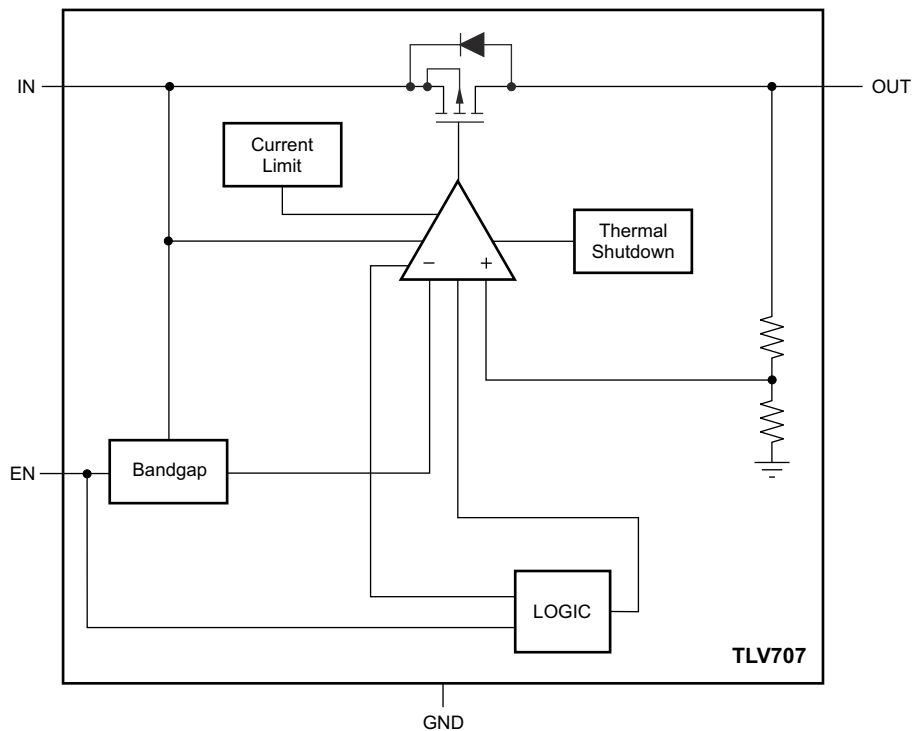 IN
OUT
Current
Limit
Thermal
Shutdown
−
+
EN
Bandgap
LOGIC
TLV707
GND